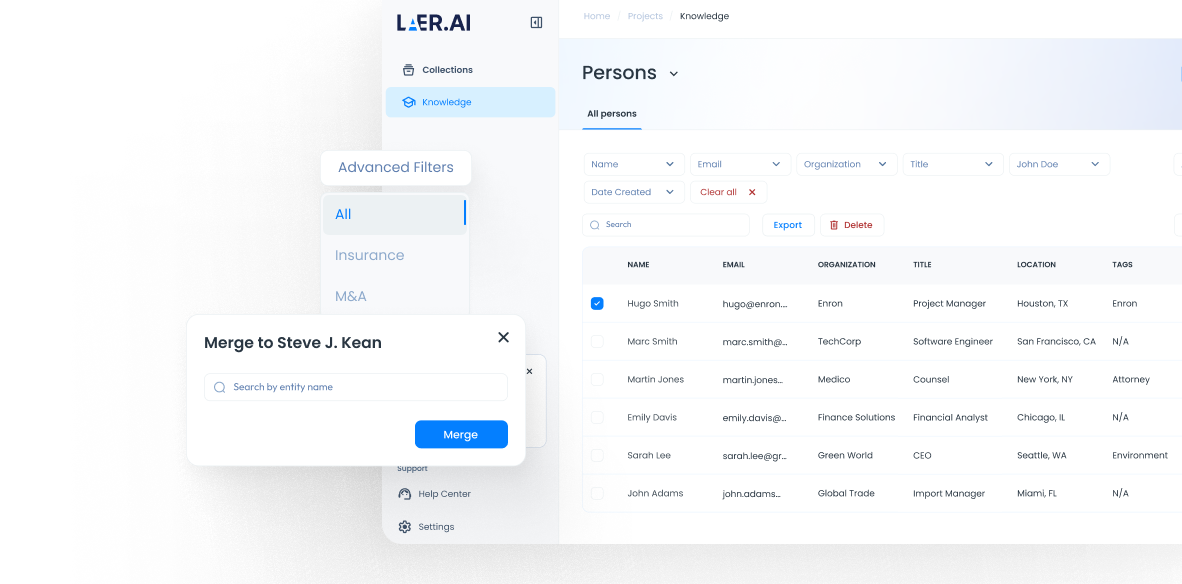 LAER.AI
Home / Projects / Knowledge
Collections
Knowledge
Persons
All persons
Advanced Filters
All
Insurance
M&A
Name
Email
Organization
Title
John Doe
Date Created
Clear all
Search
Export
Delete
NAME EMAIL ORGANIZATION TITLE LOCATION TAGS
Hugo Smith hugo@enron... Enron Project Manager Houston, TX Enron
Marc Smith marc.smith@... TechCorp Software Engineer San Francisco, CA N/A
Martin Jones martin.jones... Medico Counsel New York, NY Attorney
Emily Davis emily.davis@... Finance Solutions Financial Analyst Chicago, IL N/A
Sarah Lee sarah.lee@gr... Green World CEO Seattle, WA Environment
John Adams john.adams... Global Trade Import Manager Miami, FL N/A
Merge to Steve J. Kean
Search by entity name
Merge
Support
Help Center
Settings